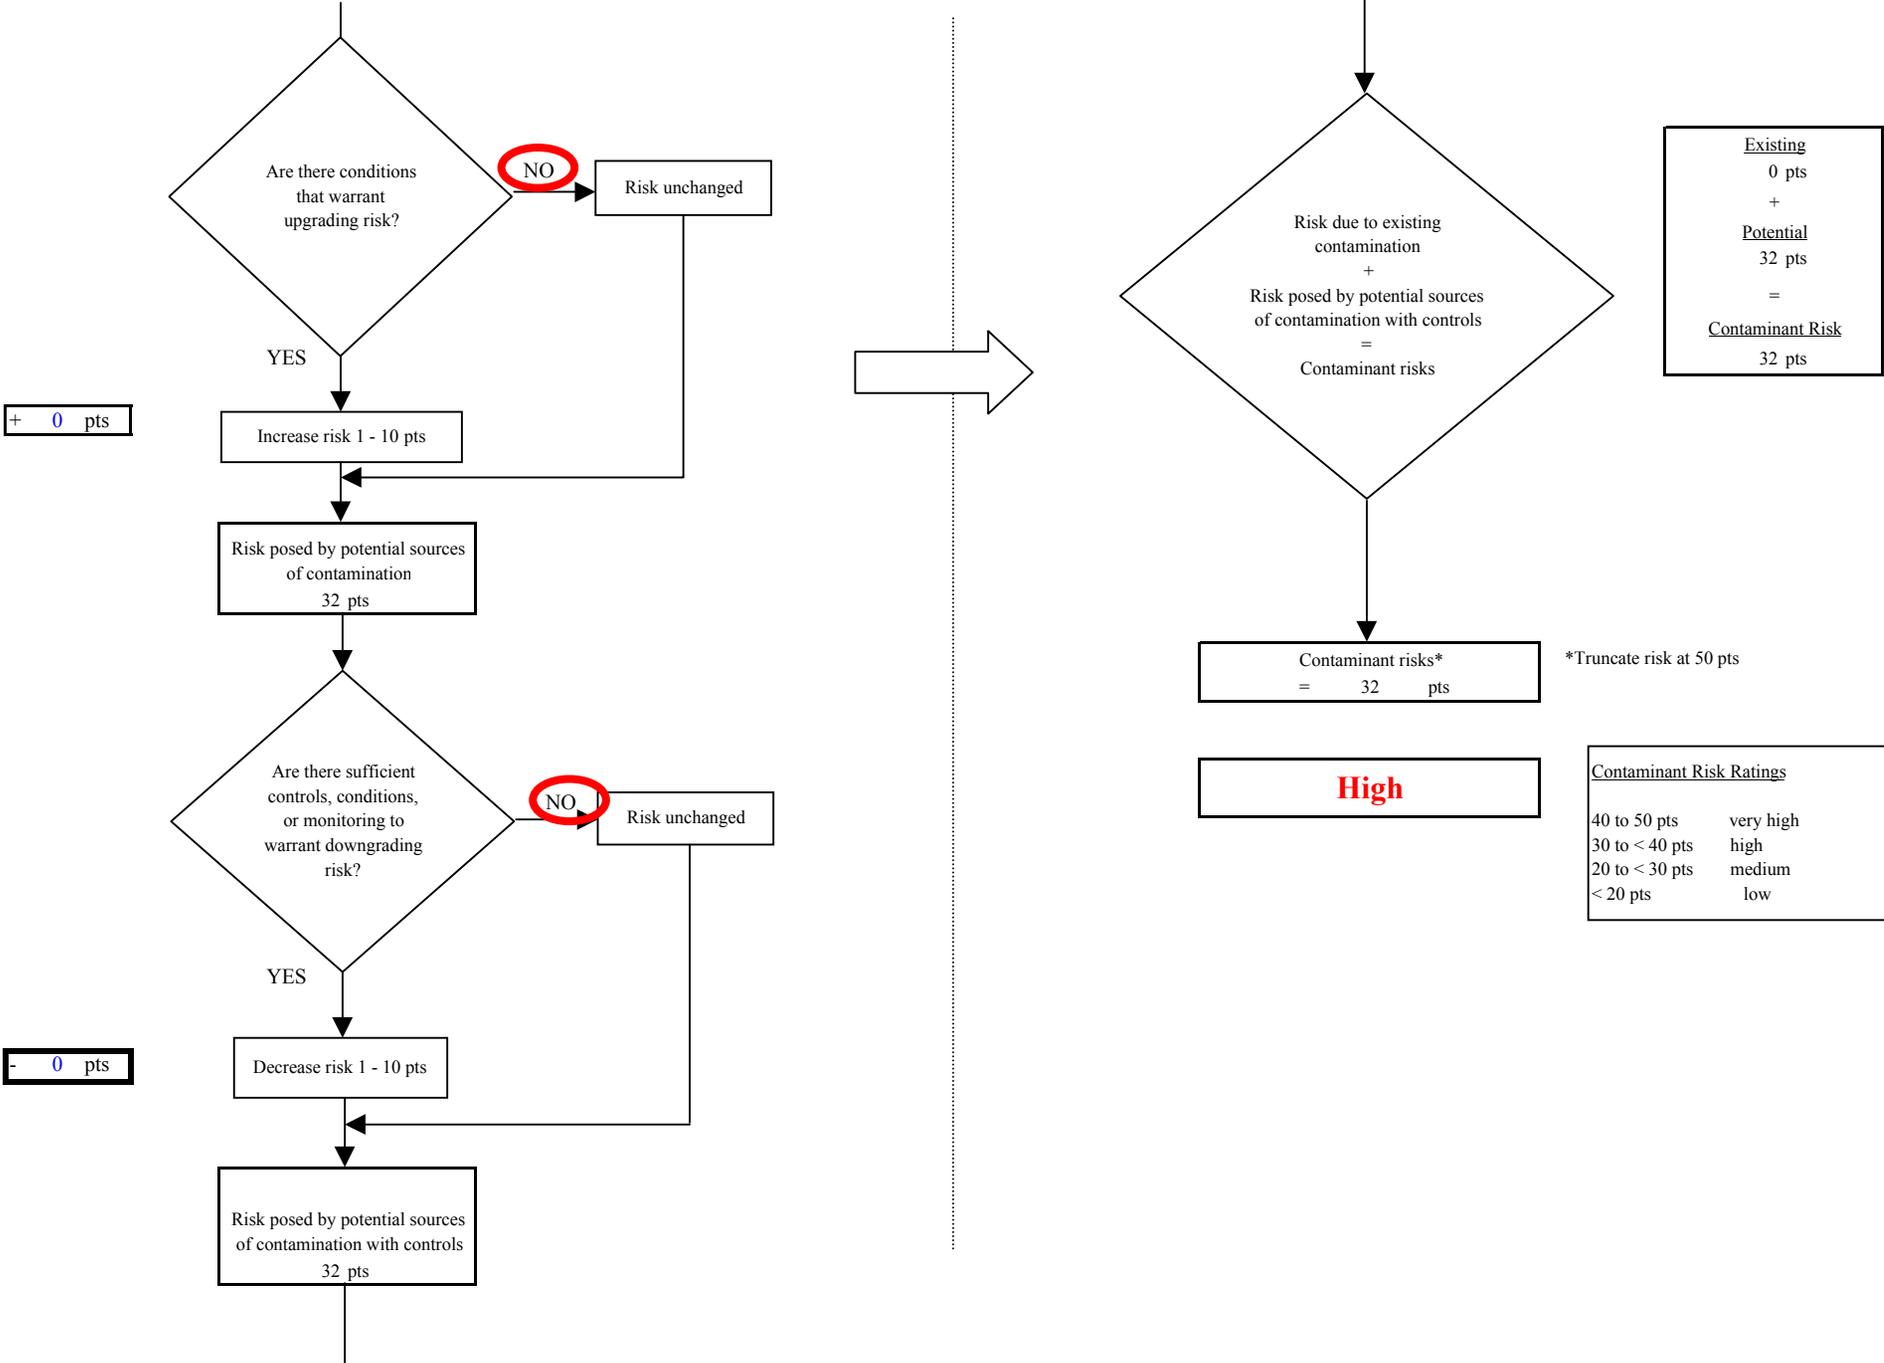 Are there conditions
that warrant
upgrading risk?
NO
Risk unchanged
YES
+ 0 pts
Increase risk 1 - 10 pts
Risk posed by potential sources
of contamination
32 pts
Are there sufficient
controls, conditions,
or monitoring to
warrant downgrading
risk?
NO
Risk unchanged
YES
- 0 pts
Decrease risk 1 - 10 pts
Risk posed by potential sources
of contamination with controls
32 pts
Risk due to existing
contamination
+
Risk posed by potential sources
of contamination with controls
=
Contaminant risks
Existing
0 pts
+
Potential
32 pts
=
Contaminant Risk
32 pts
Contaminant risks*
= 32 pts
*Truncate risk at 50 pts
High
Contaminant Risk Ratings
40 to 50 pts very high
30 to < 40 pts high
20 to < 30 pts medium
< 20 pts low